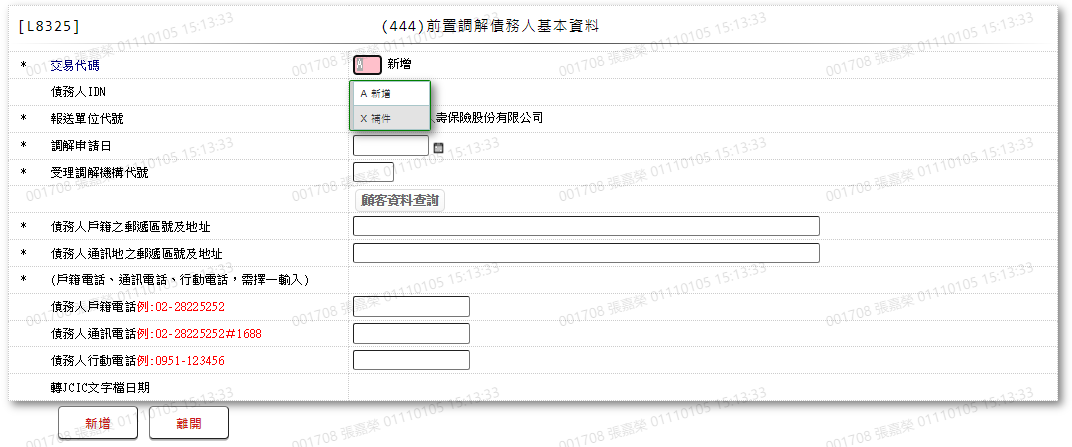 [L8325] (444)前置調解債務人基本資料
* 交易代碼 A 新增
A 新增
X 補件
債務人IDN
* 報送單位代號 壽保險股份有限公司
* 調解申請日
* 受理調解機構代號
顧客資料查詢
* 債務人戶籍之郵遞區號及地址
* 債務人通訊地之郵遞區號及地址
* (戶籍電話、通訊電話、行動電話，需擇一輸入)
債務人戶籍電話例:02-28225252
債務人通訊電話例:02-28225252#1688
債務人行動電話例:0951-123456
轉JCIC文字檔日期
新增 離開
001708 張嘉榮 01110105 15:13:33